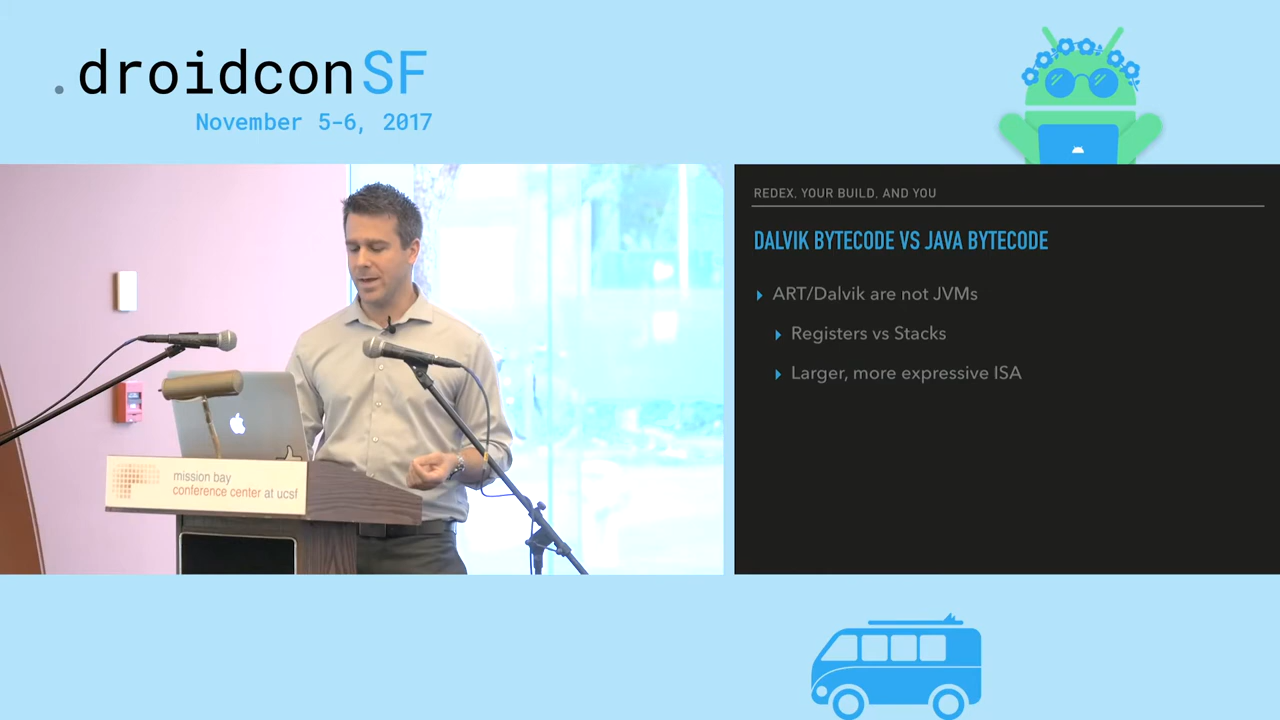 .droidconSF
November 5-6, 2017
REDEX, YOUR BUILD, AND YOU
DALVIK BYTECODE VS JAVA BYTECODE
ART/Dalvik are not JVMs
Registers vs Stacks
Larger, more expressive ISA
mission bay
conference center at ucsf